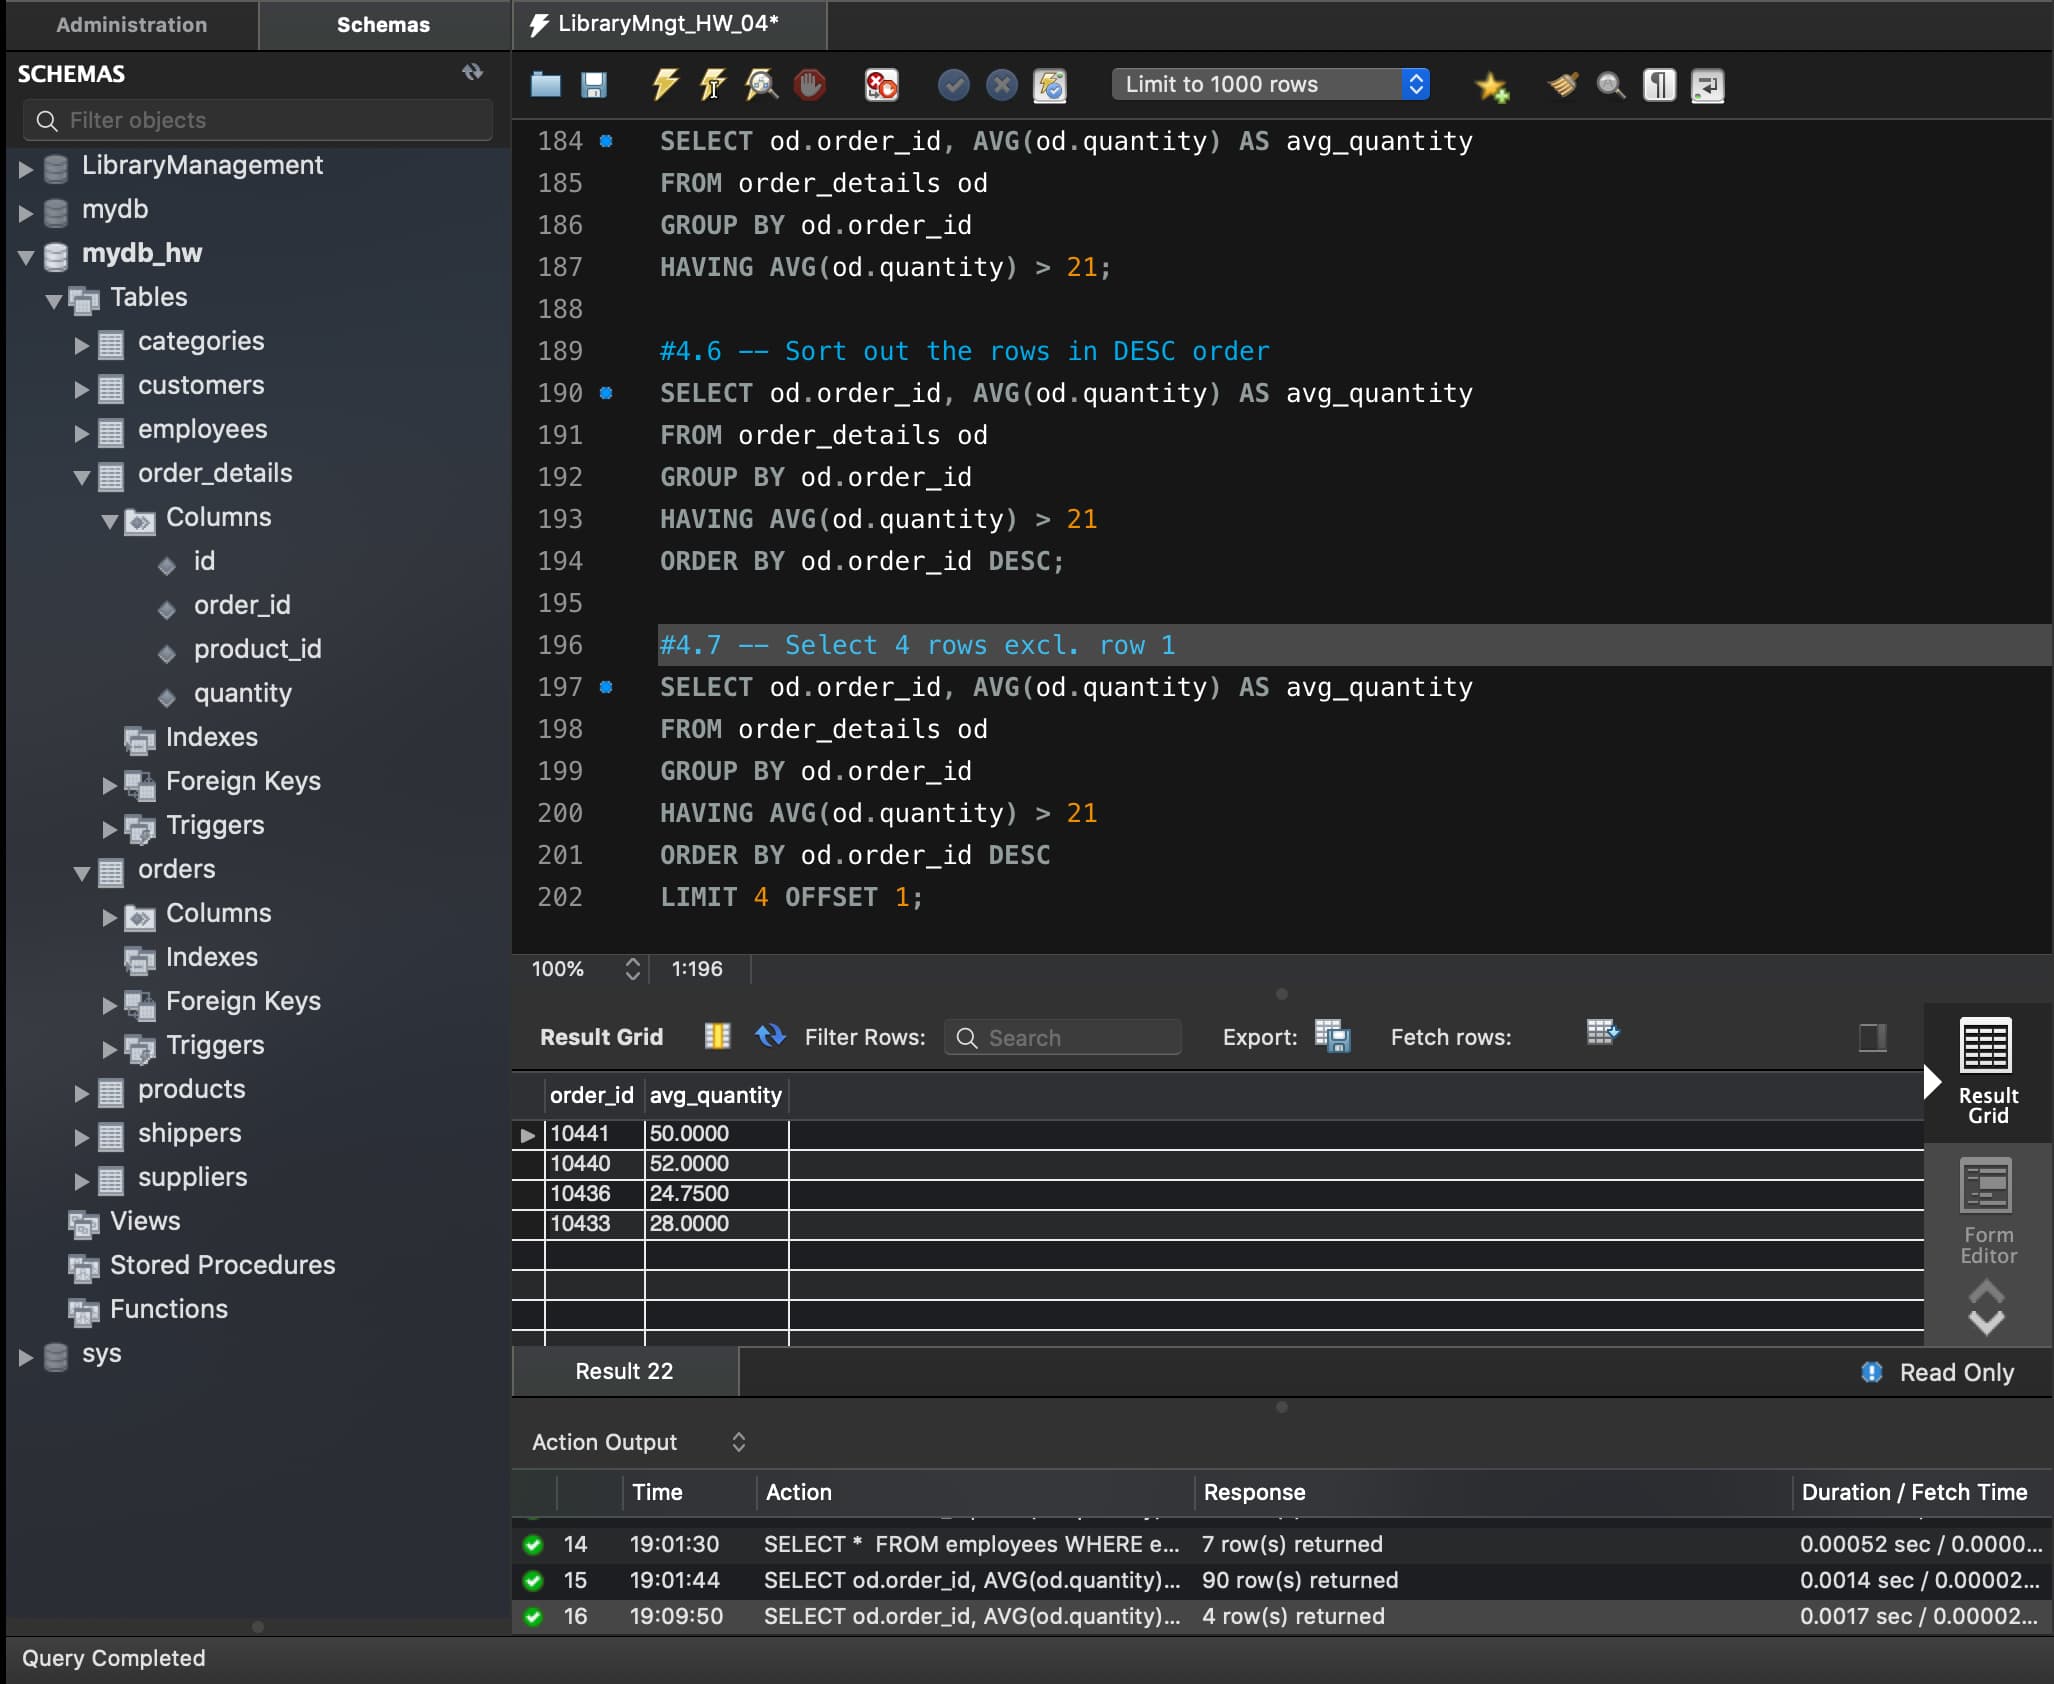 Administration
Schemas
SCHEMAS
Filter objects
LibraryManagement
mydb
mydb_hw
Tables
categories
customers
employees
order_details
Columns
id
order_id
product_id
quantity
Indexes
Foreign Keys
Triggers
orders
Columns
Indexes
Foreign Keys
Triggers
products
shippers
suppliers
Views
Stored Procedures
Functions
sys
LibraryMngt_HW_04*
Limit to 1000 rows
184 SELECT od.order_id, AVG(od.quantity) AS avg_quantity
185 FROM order_details od
186 GROUP BY od.order_id
187 HAVING AVG(od.quantity) > 21;
188
189 #4.6 -- Sort out the rows in DESC order
190 SELECT od.order_id, AVG(od.quantity) AS avg_quantity
191 FROM order_details od
192 GROUP BY od.order_id
193 HAVING AVG(od.quantity) > 21
194 ORDER BY od.order_id DESC;
195
196 #4.7 -- Select 4 rows excl. row 1
197 SELECT od.order_id, AVG(od.quantity) AS avg_quantity
198 FROM order_details od
199 GROUP BY od.order_id
200 HAVING AVG(od.quantity) > 21
201 ORDER BY od.order_id DESC
202 LIMIT 4 OFFSET 1;
100% 1:196
Result Grid Filter Rows: Search Export: Fetch rows:
order_id avg_quantity
10441 50.0000
10440 52.0000
10436 24.7500
10433 28.0000
Result
Grid
Form
Editor
Result 22
Read Only
Action Output
Time Action Response Duration / Fetch Time
14 19:01:30 SELECT * FROM employees WHERE e... 7 row(s) returned 0.00052 sec / 0.0000...
15 19:01:44 SELECT od.order_id, AVG(od.quantity)... 90 row(s) returned 0.0014 sec / 0.00002...
16 19:09:50 SELECT od.order_id, AVG(od.quantity)... 4 row(s) returned 0.0017 sec / 0.00002...
Query Completed